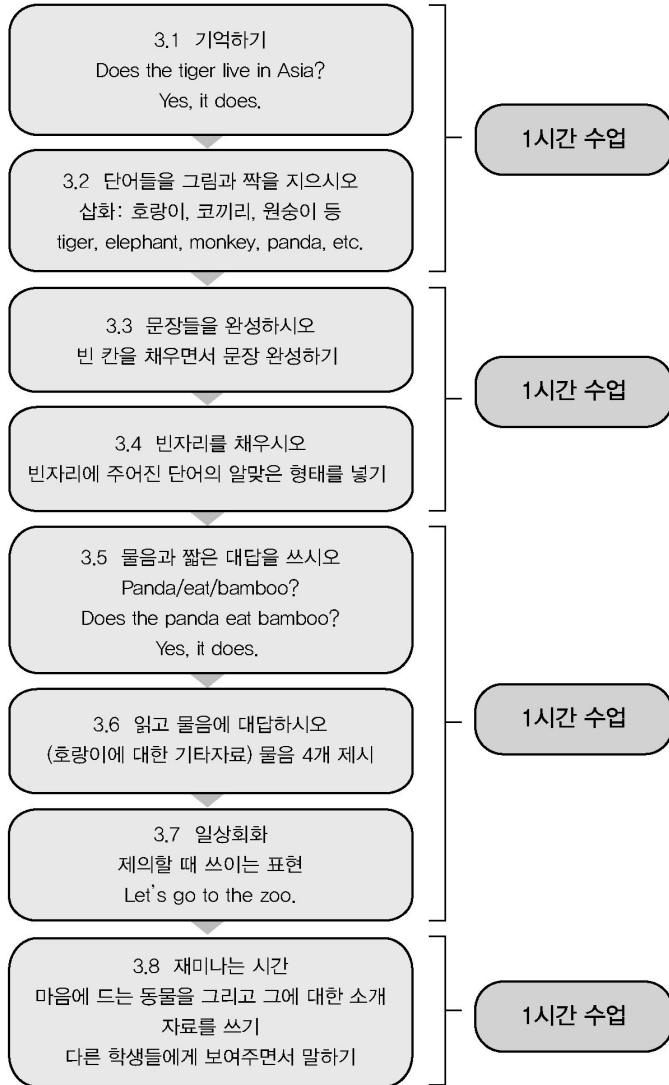 3.1 기억하기
Does the tiger live in Asia?
Yes, it does.
1시간 수업
3.2 단어들을 그림과 짝을 지으시오
삽화: 호랑이, 코끼리, 원숭이 등
tiger, elephant, monkey, panda, etc.
3.3 문장들을 완성하시오
빈 칸을 채우면서 문장 완성하기
1시간 수업
3.4 빈자리를 채우시오
빈자리에 주어진 단어의 알맞은 형태를 넣기
3.5 물음과 짧은 대답을 쓰시오
Panda/eat/bamboo?
Does the panda eat bamboo?
Yes, it does.
3.6 읽고 물음에 대답하시오
(호랑이에 대한 기타자료) 물음 4개 제시
1시간 수업
3.7 일상회화
제의할 때 쓰이는 표현
Let's go to the zoo.
3.8 재미나는 시간
마음에 드는 동물을 그리고 그에 대한 소개
자료를 쓰기
다른 학생들에게 보여주면서 말하기
1시간 수업